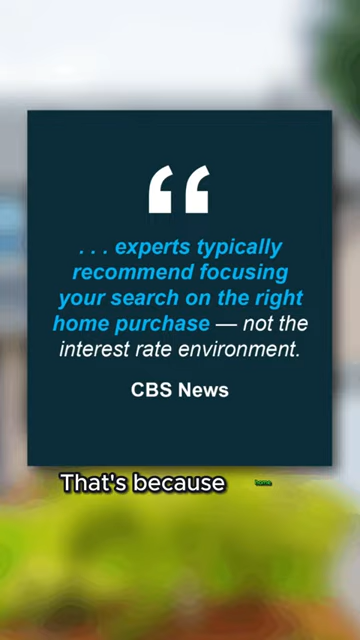 “
. . . experts typically
recommend focusing
your search on the right
home purchase — not the
interest rate environment.
CBS News
That's because home